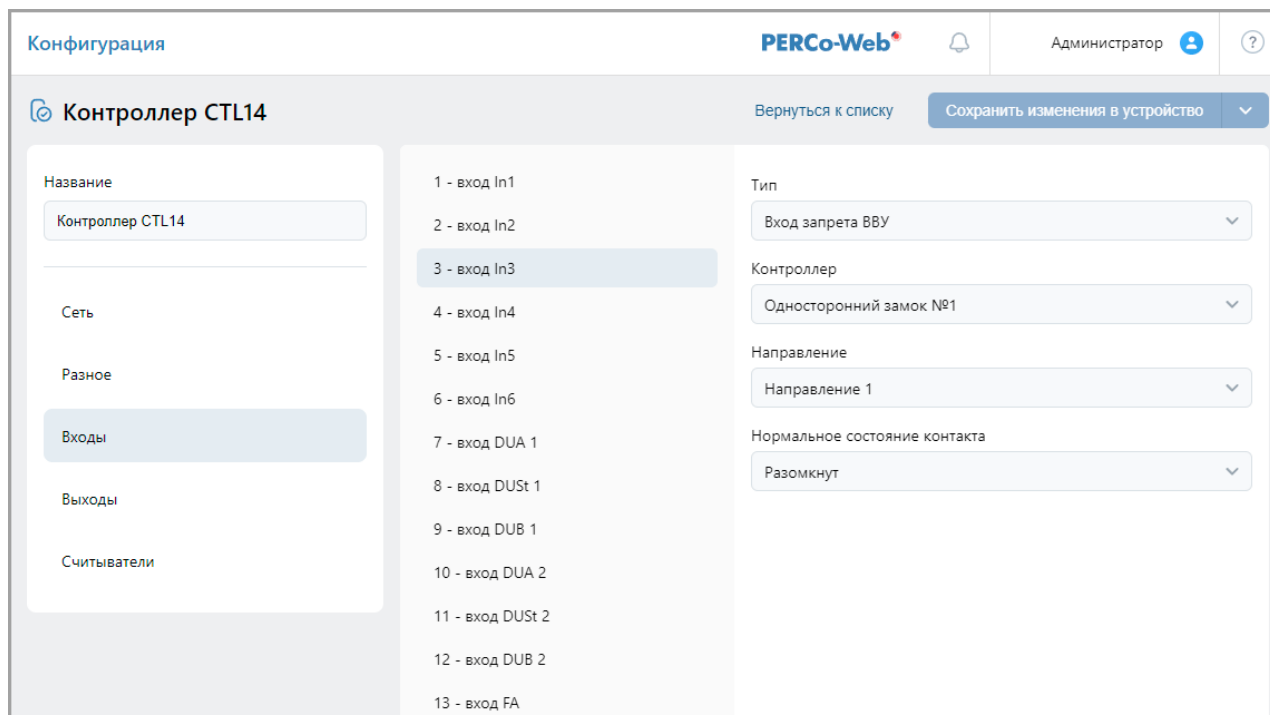 Конфигурация
PERCo-Web
Администратор
?
Контроллер CTL14
Вернуться к списку
Сохранить изменения в устройство
Название
Контроллер CTL14
Сеть
Разное
Входы
Выходы
Считыватели
1 - вход In1
2 - вход In2
3 - вход In3
4 - вход In4
5 - вход In5
6 - вход In6
7 - вход DUA 1
8 - вход DUSt 1
9 - вход DUB 1
10 - вход DUA 2
11 - вход DUSt 2
12 - вход DUB 2
13 - вход FA
Тип
Вход запрета ВВУ
Контроллер
Односторонний замок №1
Направление
Направление 1
Нормальное состояние контакта
Разомкнут